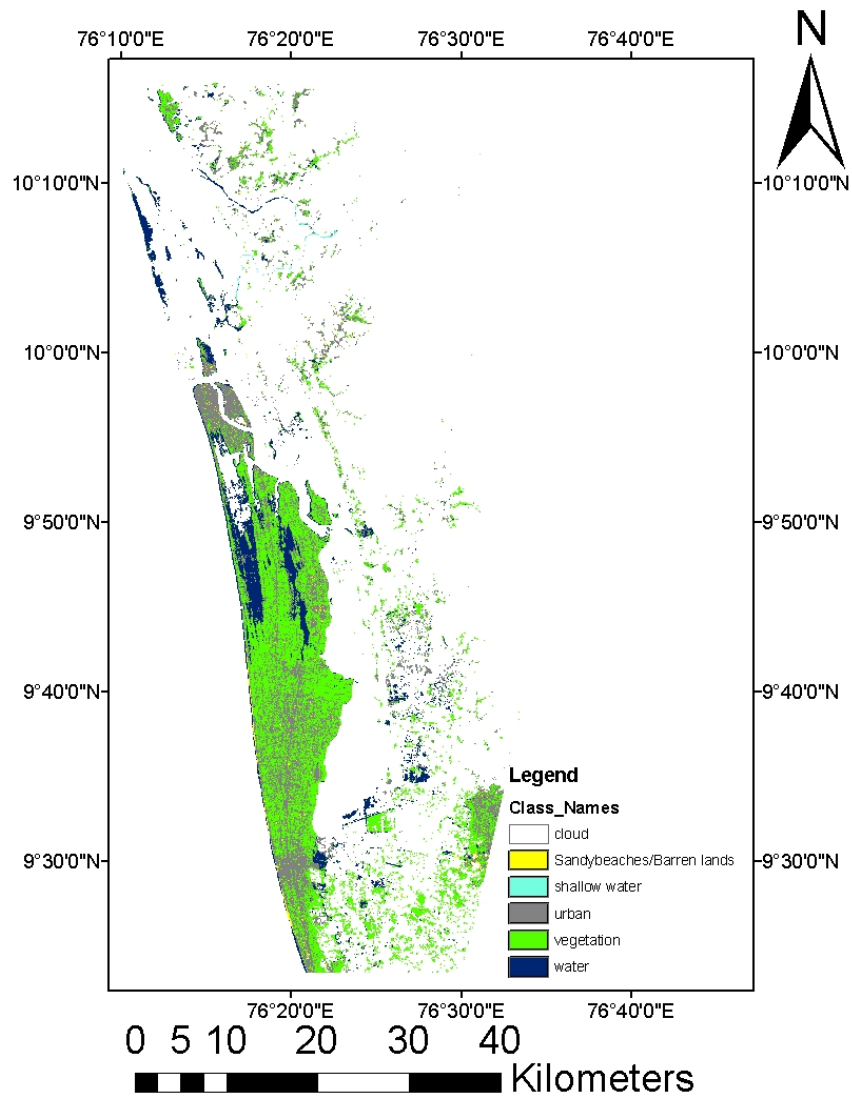 N
76°10'0"E 76°20'0"E 76°30'0"E 76°40'0"E
10°10'0"N 10°10'0"N
10°0'0"N 10°0'0"N
9°50'0"N 9°50'0"N
9°40'0"N 9°40'0"N
Legend
Class_Names
cloud
9°30'0"N Sandybeaches/Barren lands 9°30'0"N
shallow water
urban
vegetation
water
76°20'0"E 76°30'0"E 76°40'0"E
0 5 10 20 30 40
Kilometers